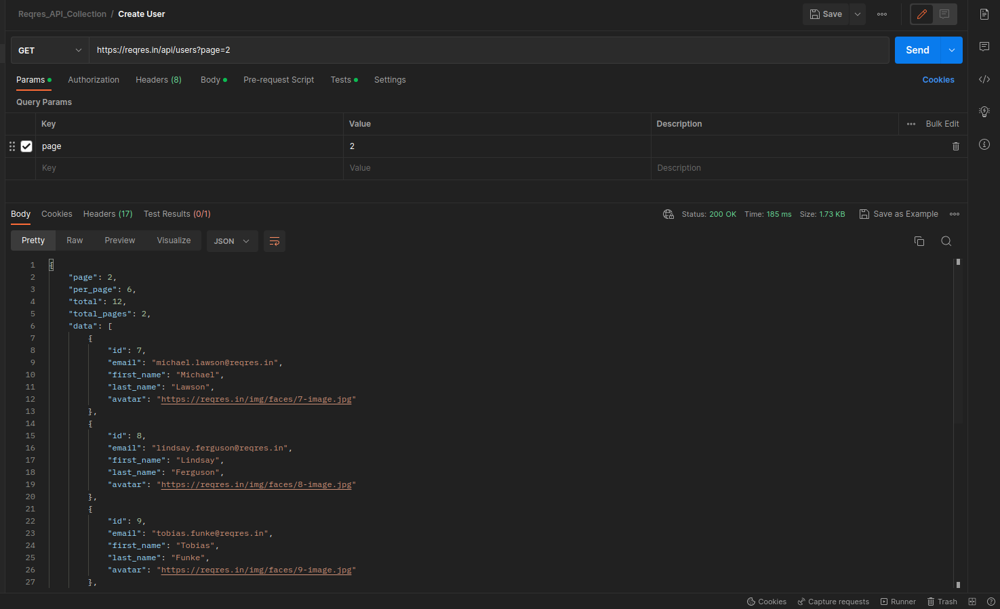 Reqres_API_Collection / Create User
Save
GET
https://reqres.in/api/users?page=2
Send
Params Authorization Headers (8) Body Pre-request Script Tests Settings
Cookies
Query Params
Key Value Description ••• Bulk Edit
page 2
Key Value Description
Body Cookies Headers (17) Test Results (0/1)
Status: 200 OK Time: 185 ms Size: 1.73 KB Save as Example
Pretty Raw Preview Visualize JSON
1 {
2 "page": 2,
3 "per_page": 6,
4 "total": 12,
5 "total_pages": 2,
6 "data": [
7 {
8 "id": 7,
9 "email": "michael.lawson@reqres.in",
10 "first_name": "Michael",
11 "last_name": "Lawson",
12 "avatar": "https://reqres.in/img/faces/7-image.jpg"
13 },
14 {
15 "id": 8,
16 "email": "lindsay.ferguson@reqres.in",
17 "first_name": "Lindsay",
18 "last_name": "Ferguson",
19 "avatar": "https://reqres.in/img/faces/8-image.jpg"
20 },
21 {
22 "id": 9,
23 "email": "tobias.funke@reqres.in",
24 "first_name": "Tobias",
25 "last_name": "Funke",
26 "avatar": "https://reqres.in/img/faces/9-image.jpg"
27 },
Cookies Capture requests Runner Trash